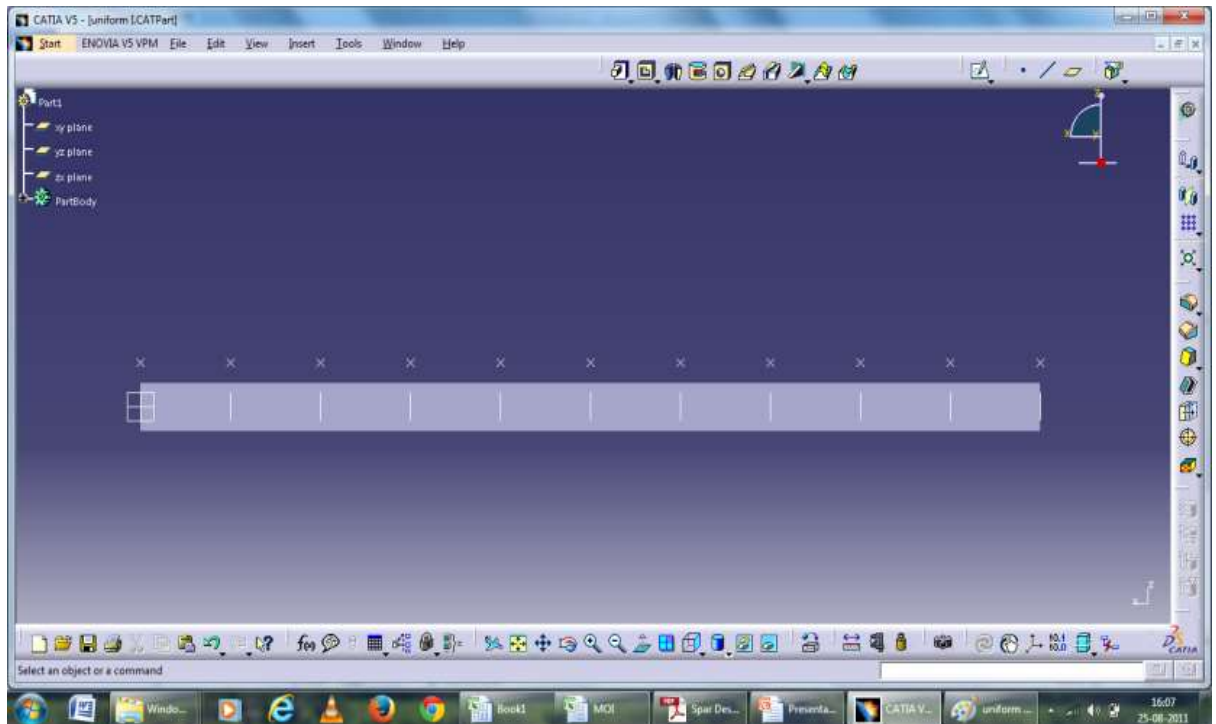 CATIA V5 - [uniform I.CATPart]
Start ENOVIA V5 VPM File Edit View Insert Tools Window Help
Part1
xy plane
yz plane
zx plane
PartBody
Select an object or a command
Windo... Book1 MOI Spar Des... Presenta... CATIA V... uniform ... 16:07
25-08-2011